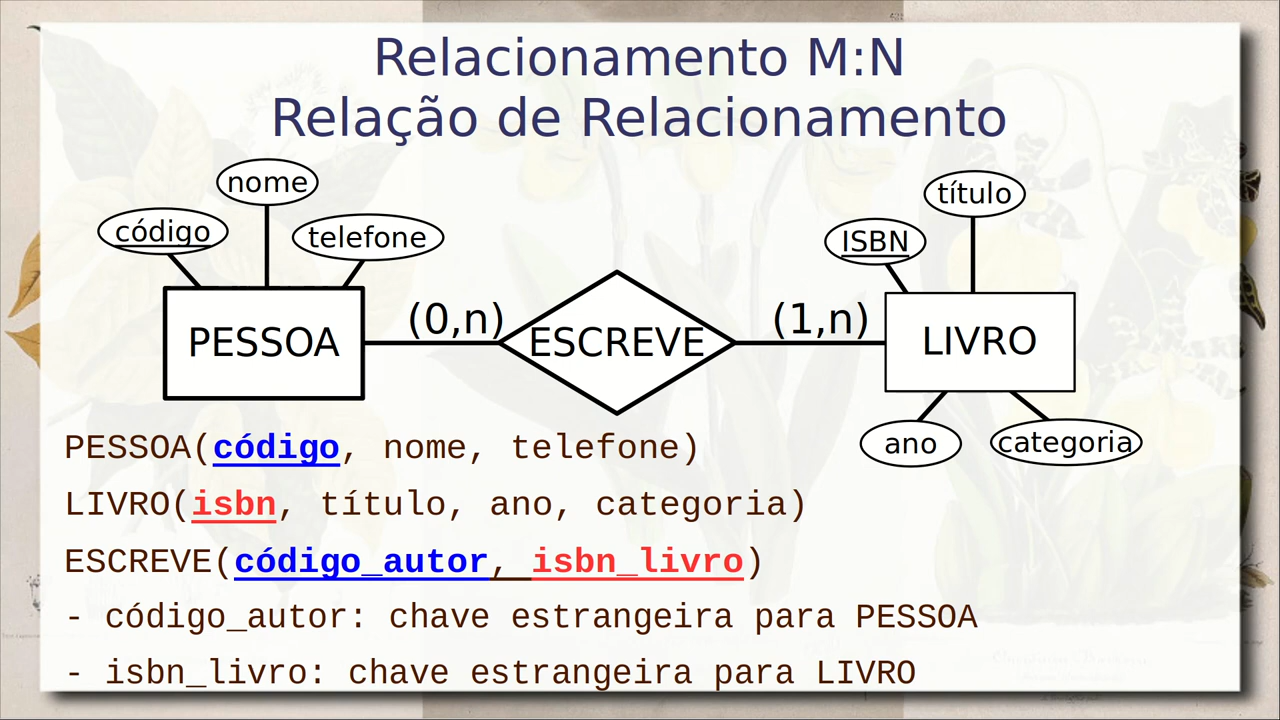 Relacionamento M:N
Relação de Relacionamento
nome
código
telefone
título
ISBN
PESSOA
(0,n)
ESCREVE
(1,n)
LIVRO
ano
categoria
PESSOA(código, nome, telefone)
LIVRO(isbn, título, ano, categoria)
ESCREVE(código_autor, isbn_livro)
- código_autor: chave estrangeira para PESSOA
- isbn_livro: chave estrangeira para LIVRO